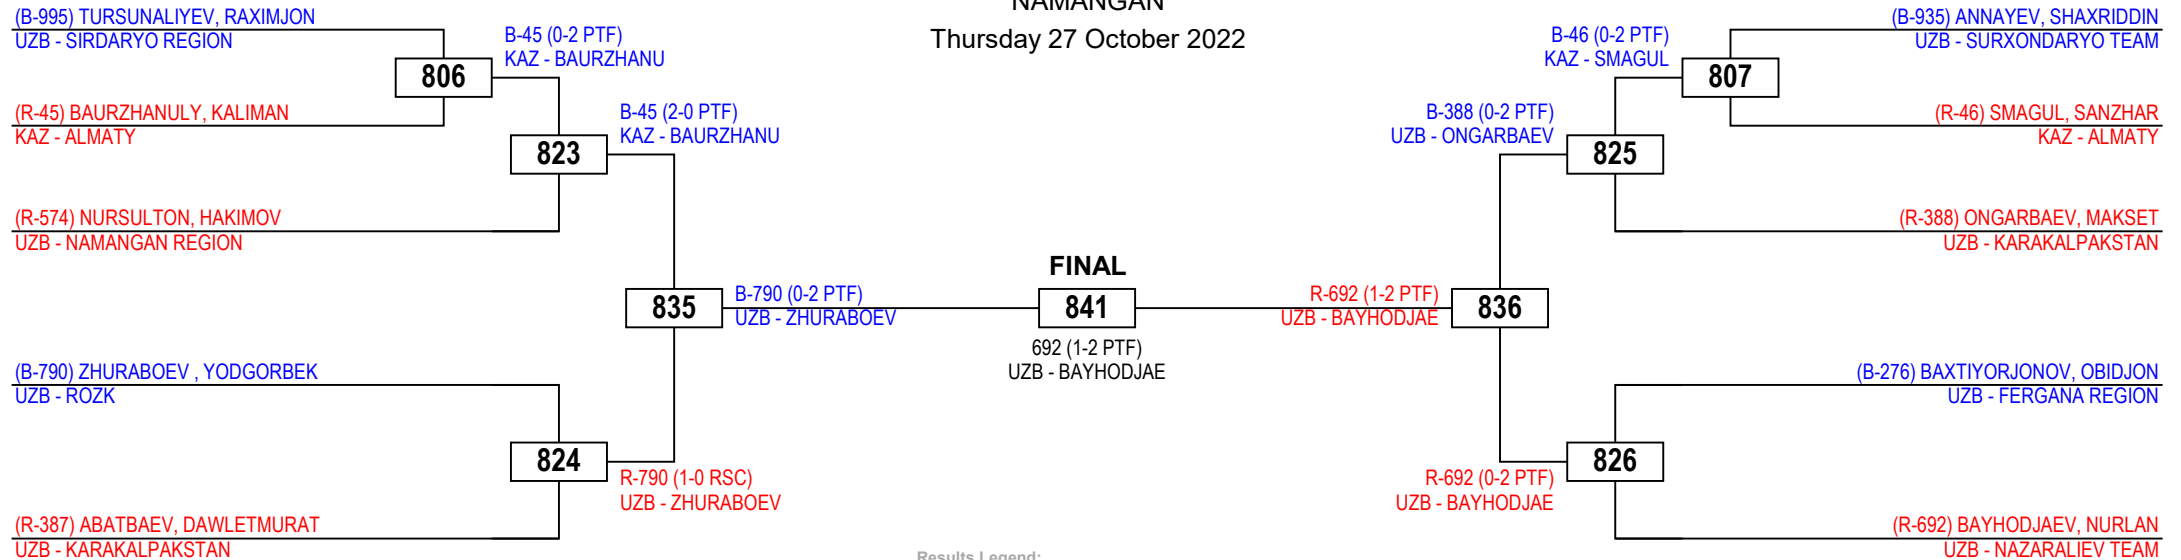 NAMANGAN
Thursday 27 October 2022
(B-995) TURSUNALIYEV, RAXIMJON
UZB - SIRDARYO REGION
806
(R-45) BAURZHANULY, KALIMAN
KAZ - ALMATY
B-45 (0-2 PTF)
KAZ - BAURZHANU
823
(R-574) NURSULTON, HAKIMOV
UZB - NAMANGAN REGION
B-45 (2-0 PTF)
KAZ - BAURZHANU
835
(B-790) ZHURABOEV , YODGORBEK
UZB - ROZK
824
(R-387) ABATBAEV, DAWLETMURAT
UZB - KARAKALPAKSTAN
R-790 (1-0 RSC)
UZB - ZHURABOEV
B-790 (0-2 PTF)
UZB - ZHURABOEV
FINAL
841
692 (1-2 PTF)
UZB - BAYHODJAE
R-692 (1-2 PTF)
UZB - BAYHODJAE
836
B-388 (0-2 PTF)
UZB - ONGARBAEV
825
B-46 (0-2 PTF)
KAZ - SMAGUL
807
(B-935) ANNAYEV, SHAXRIDDIN
UZB - SURXONDARYO TEAM
(R-46) SMAGUL, SANZHAR
KAZ - ALMATY
(R-388) ONGARBAEV, MAKSET
UZB - KARAKALPAKSTAN
(B-276) BAXTIYORJONOV, OBIDJON
UZB - FERGANA REGION
826
R-692 (0-2 PTF)
UZB - BAYHODJAE
(R-692) BAYHODJAEV, NURLAN
UZB - NAZARALIEV TEAM
Results Legend: